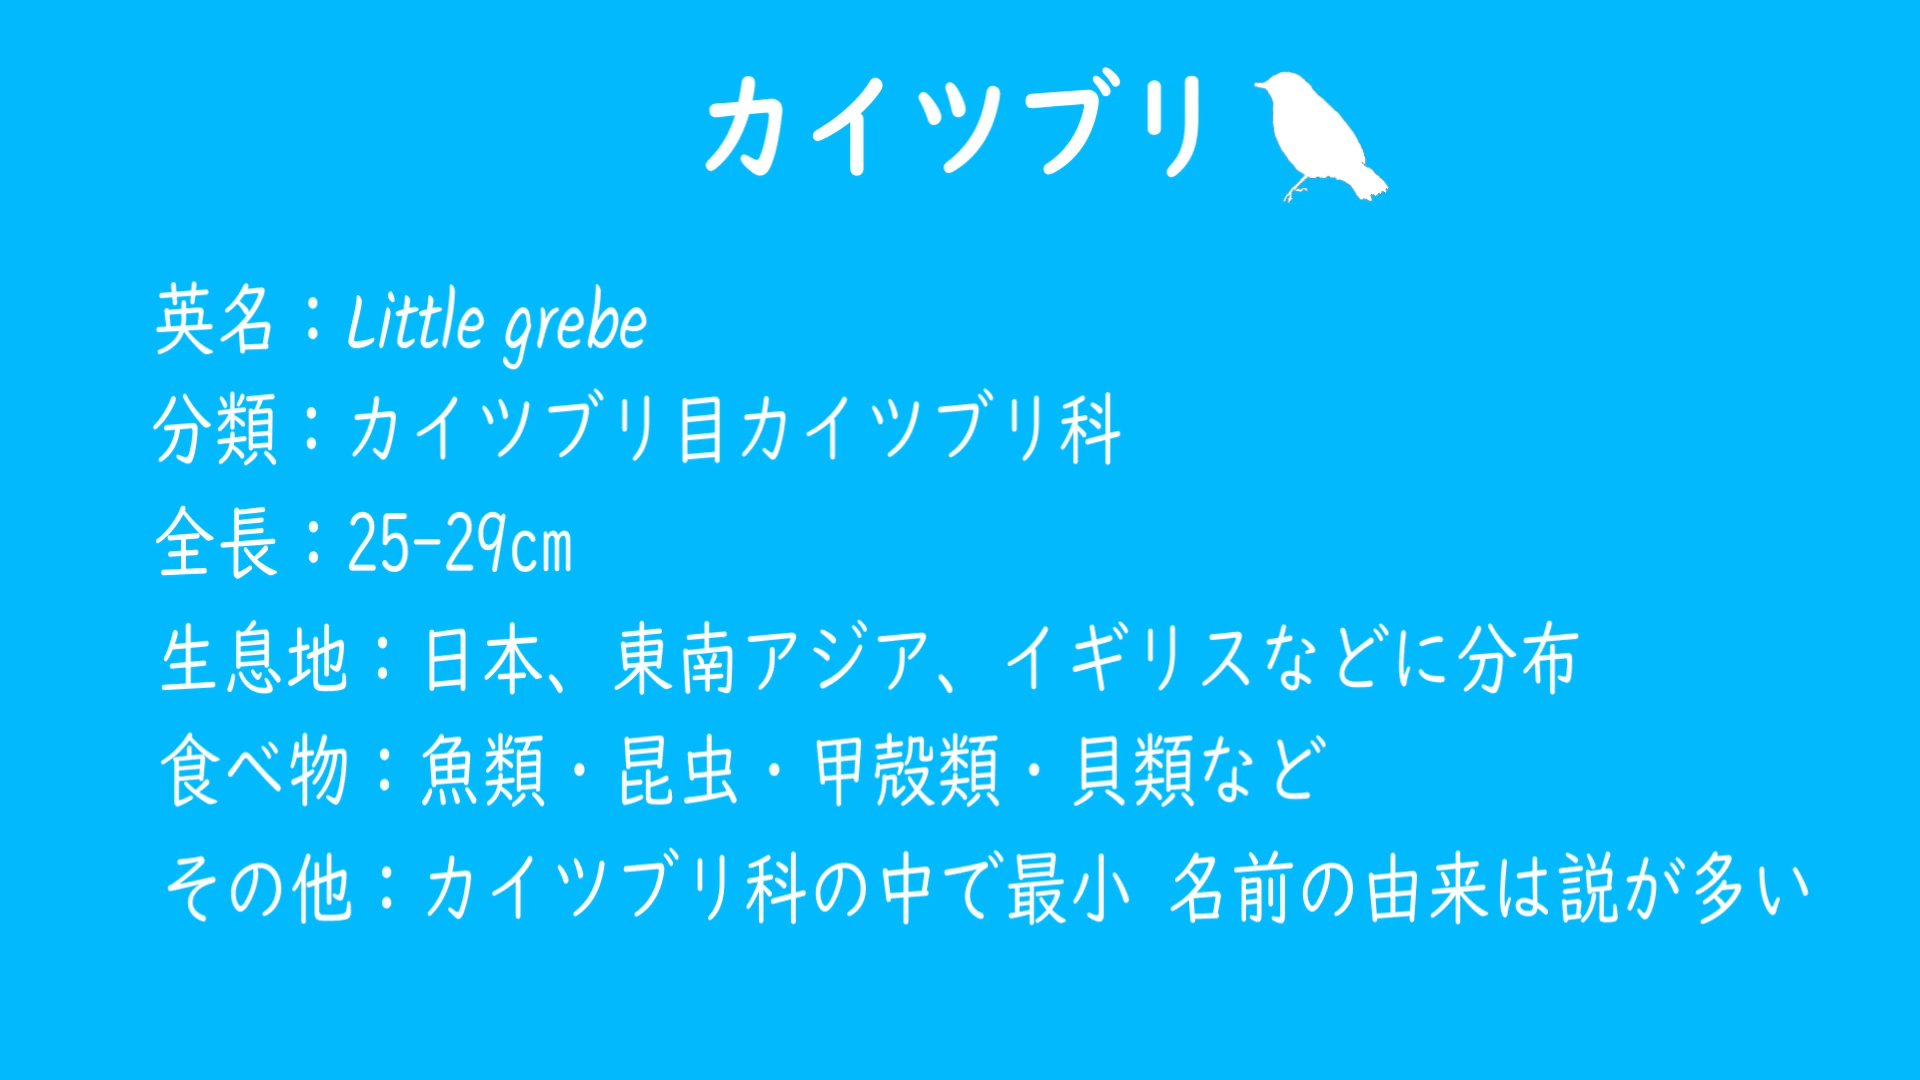 カイツブリ
英名：Little grebe
分類：カイツブリ目カイツブリ科
全長：25-29cm
生息地：日本、東南アジア、イギリスなどに分布
食べ物：魚類・昆虫・甲殻類・貝類など
その他：カイツブリ科の中で最小 名前の由来は説が多い